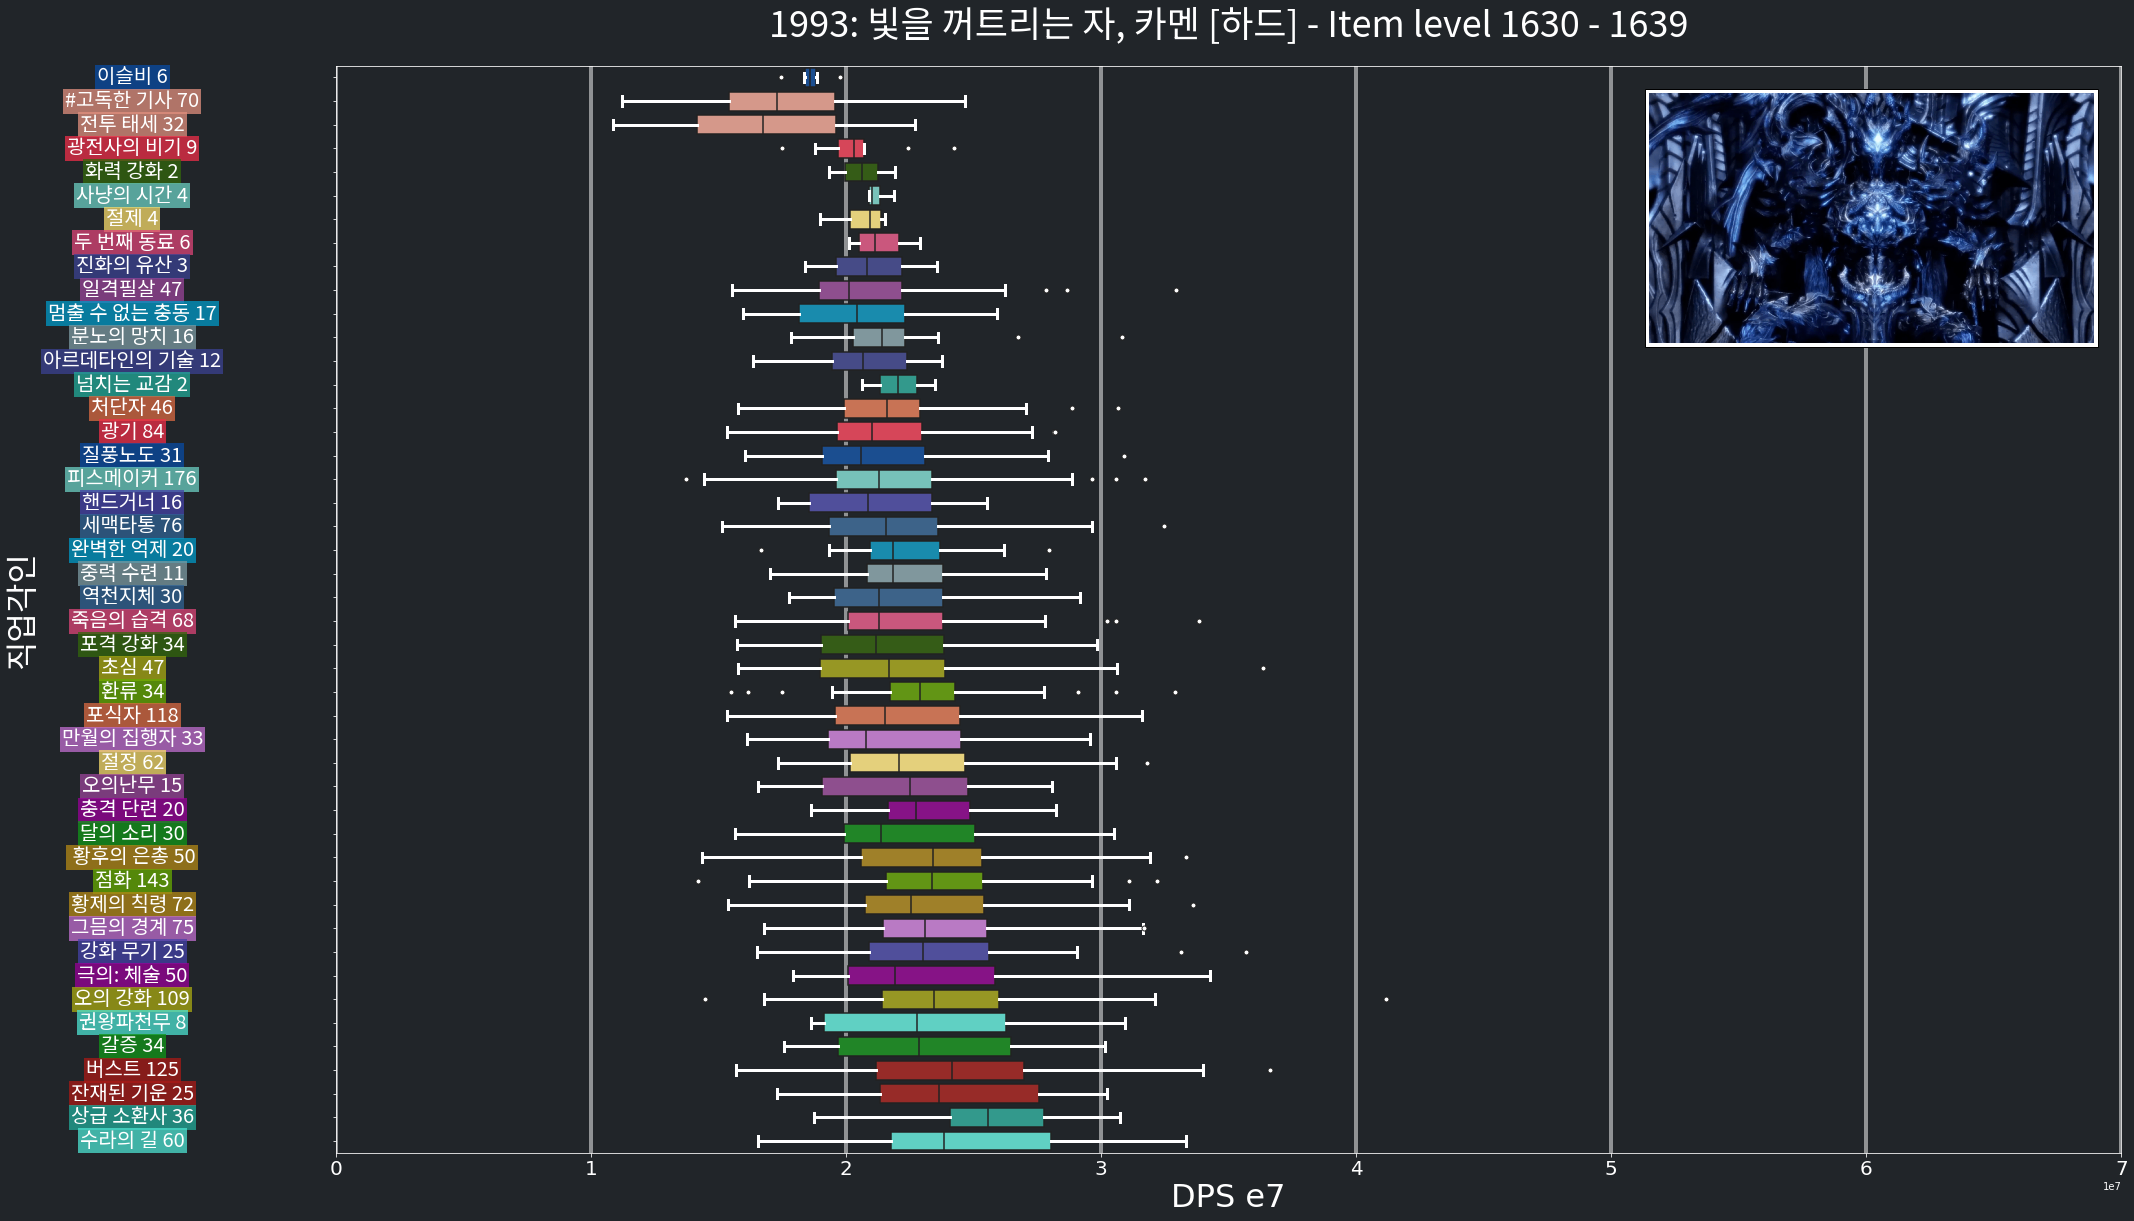 1993: 빛을 꺼트리는 자, 카멘 [하드] - Item level 1630 - 1639
이슬비 6
#고독한 기사 70
전투 태세 32
광전사의 비기 9
화력 강화 2
사냥의 시간 4
절제 4
두 번째 동료 6
진화의 유산 3
일격필살 47
멈출 수 없는 충동 17
분노의 망치 16
아르데타인의 기술 12
넘치는 교감 2
처단자 46
광기 84
질풍노도 31
피스메이커 176
핸드거너 16
세맥타통 76
완벽한 억제 20
중력 수련 11
역천지체 30
죽음의 습격 68
포격 강화 34
초심 47
환류 34
포식자 118
만월의 집행자 33
절정 62
오의난무 15
충격 단련 20
달의 소리 30
황후의 은총 50
점화 143
황제의 칙령 72
그믐의 경계 75
강화 무기 25
극의: 체술 50
오의 강화 109
권왕파천무 8
갈증 34
버스트 125
잔재된 기운 25
상급 소환사 36
수라의 길 60
직업각인
0 1 2 3 4 5 6 7
1e7
DPS e7